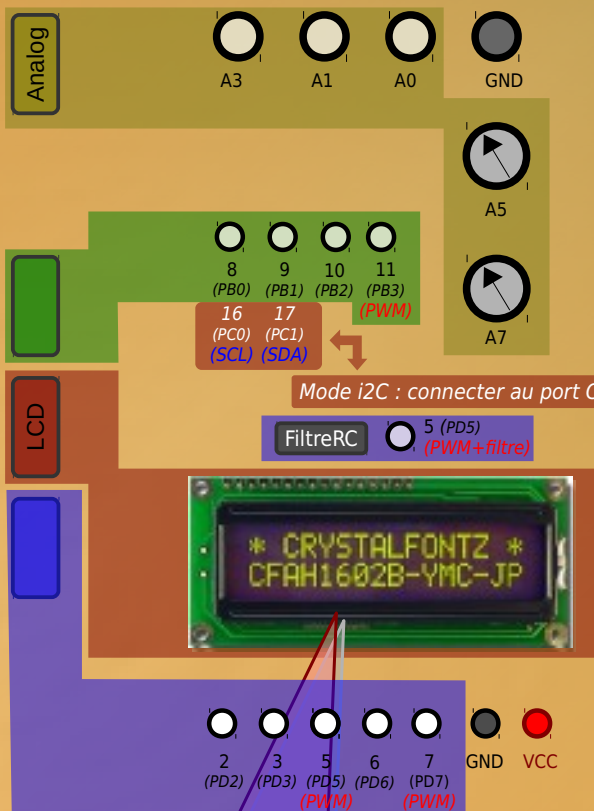 Analog
A3 A1 A0 GND
A5
A7
8 9 10 11
(PB0) (PB1) (PB2) (PB3)
(PWM)
16 17
(PC0) (PC1)
(SCL) (SDA)
Mode i2C : connecter au port
LCD
FiltreRC
5 (PD5)
(PWM+filtre)
* CRYSTALFONTZ *
CFAH1602B-YMC-JP
2 3 5 6 7 GND VCC
(PD2) (PD3) (PD5) (PD6) (PD7)
(PWM) (PWM)